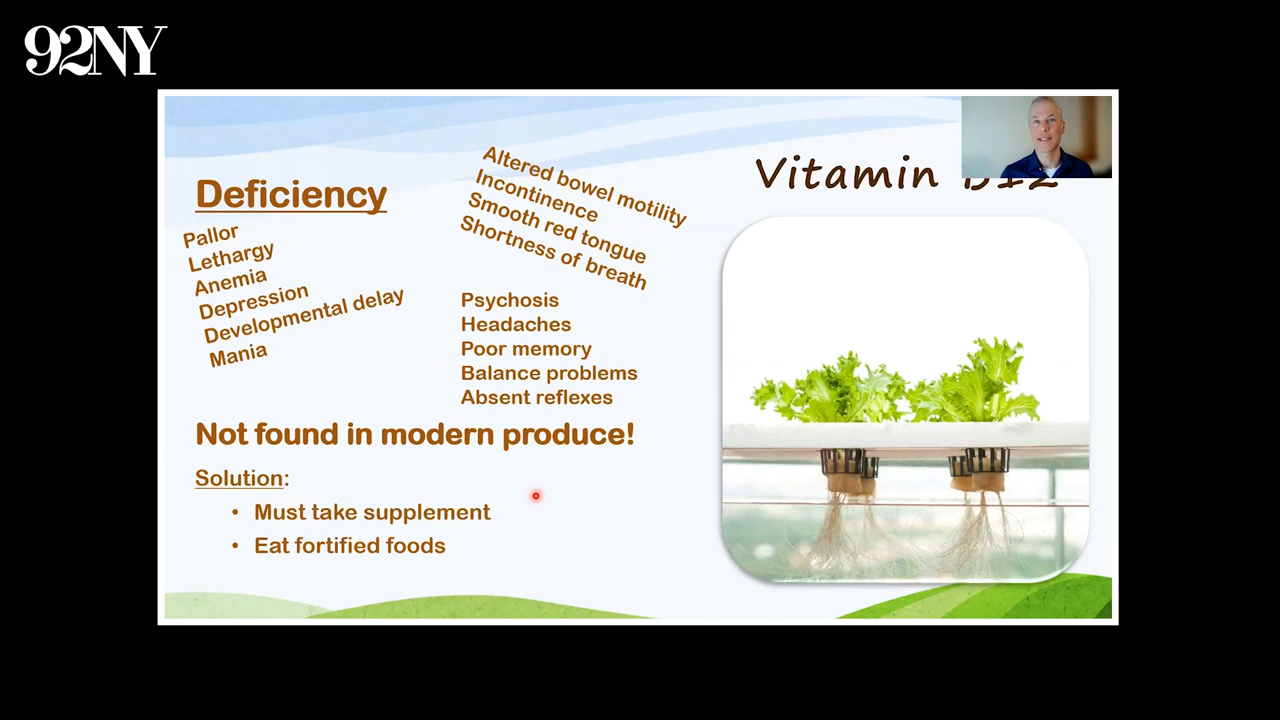 92NY
Vitamin B12
Deficiency
Pallor
Lethargy
Anemia
Depression
Developmental delay
Mania
Altered bowel motility
Incontinence
Smooth red tongue
Shortness of breath
Psychosis
Headaches
Poor memory
Balance problems
Absent reflexes
Not found in modern produce!
Solution:
• Must take supplement
• Eat fortified foods